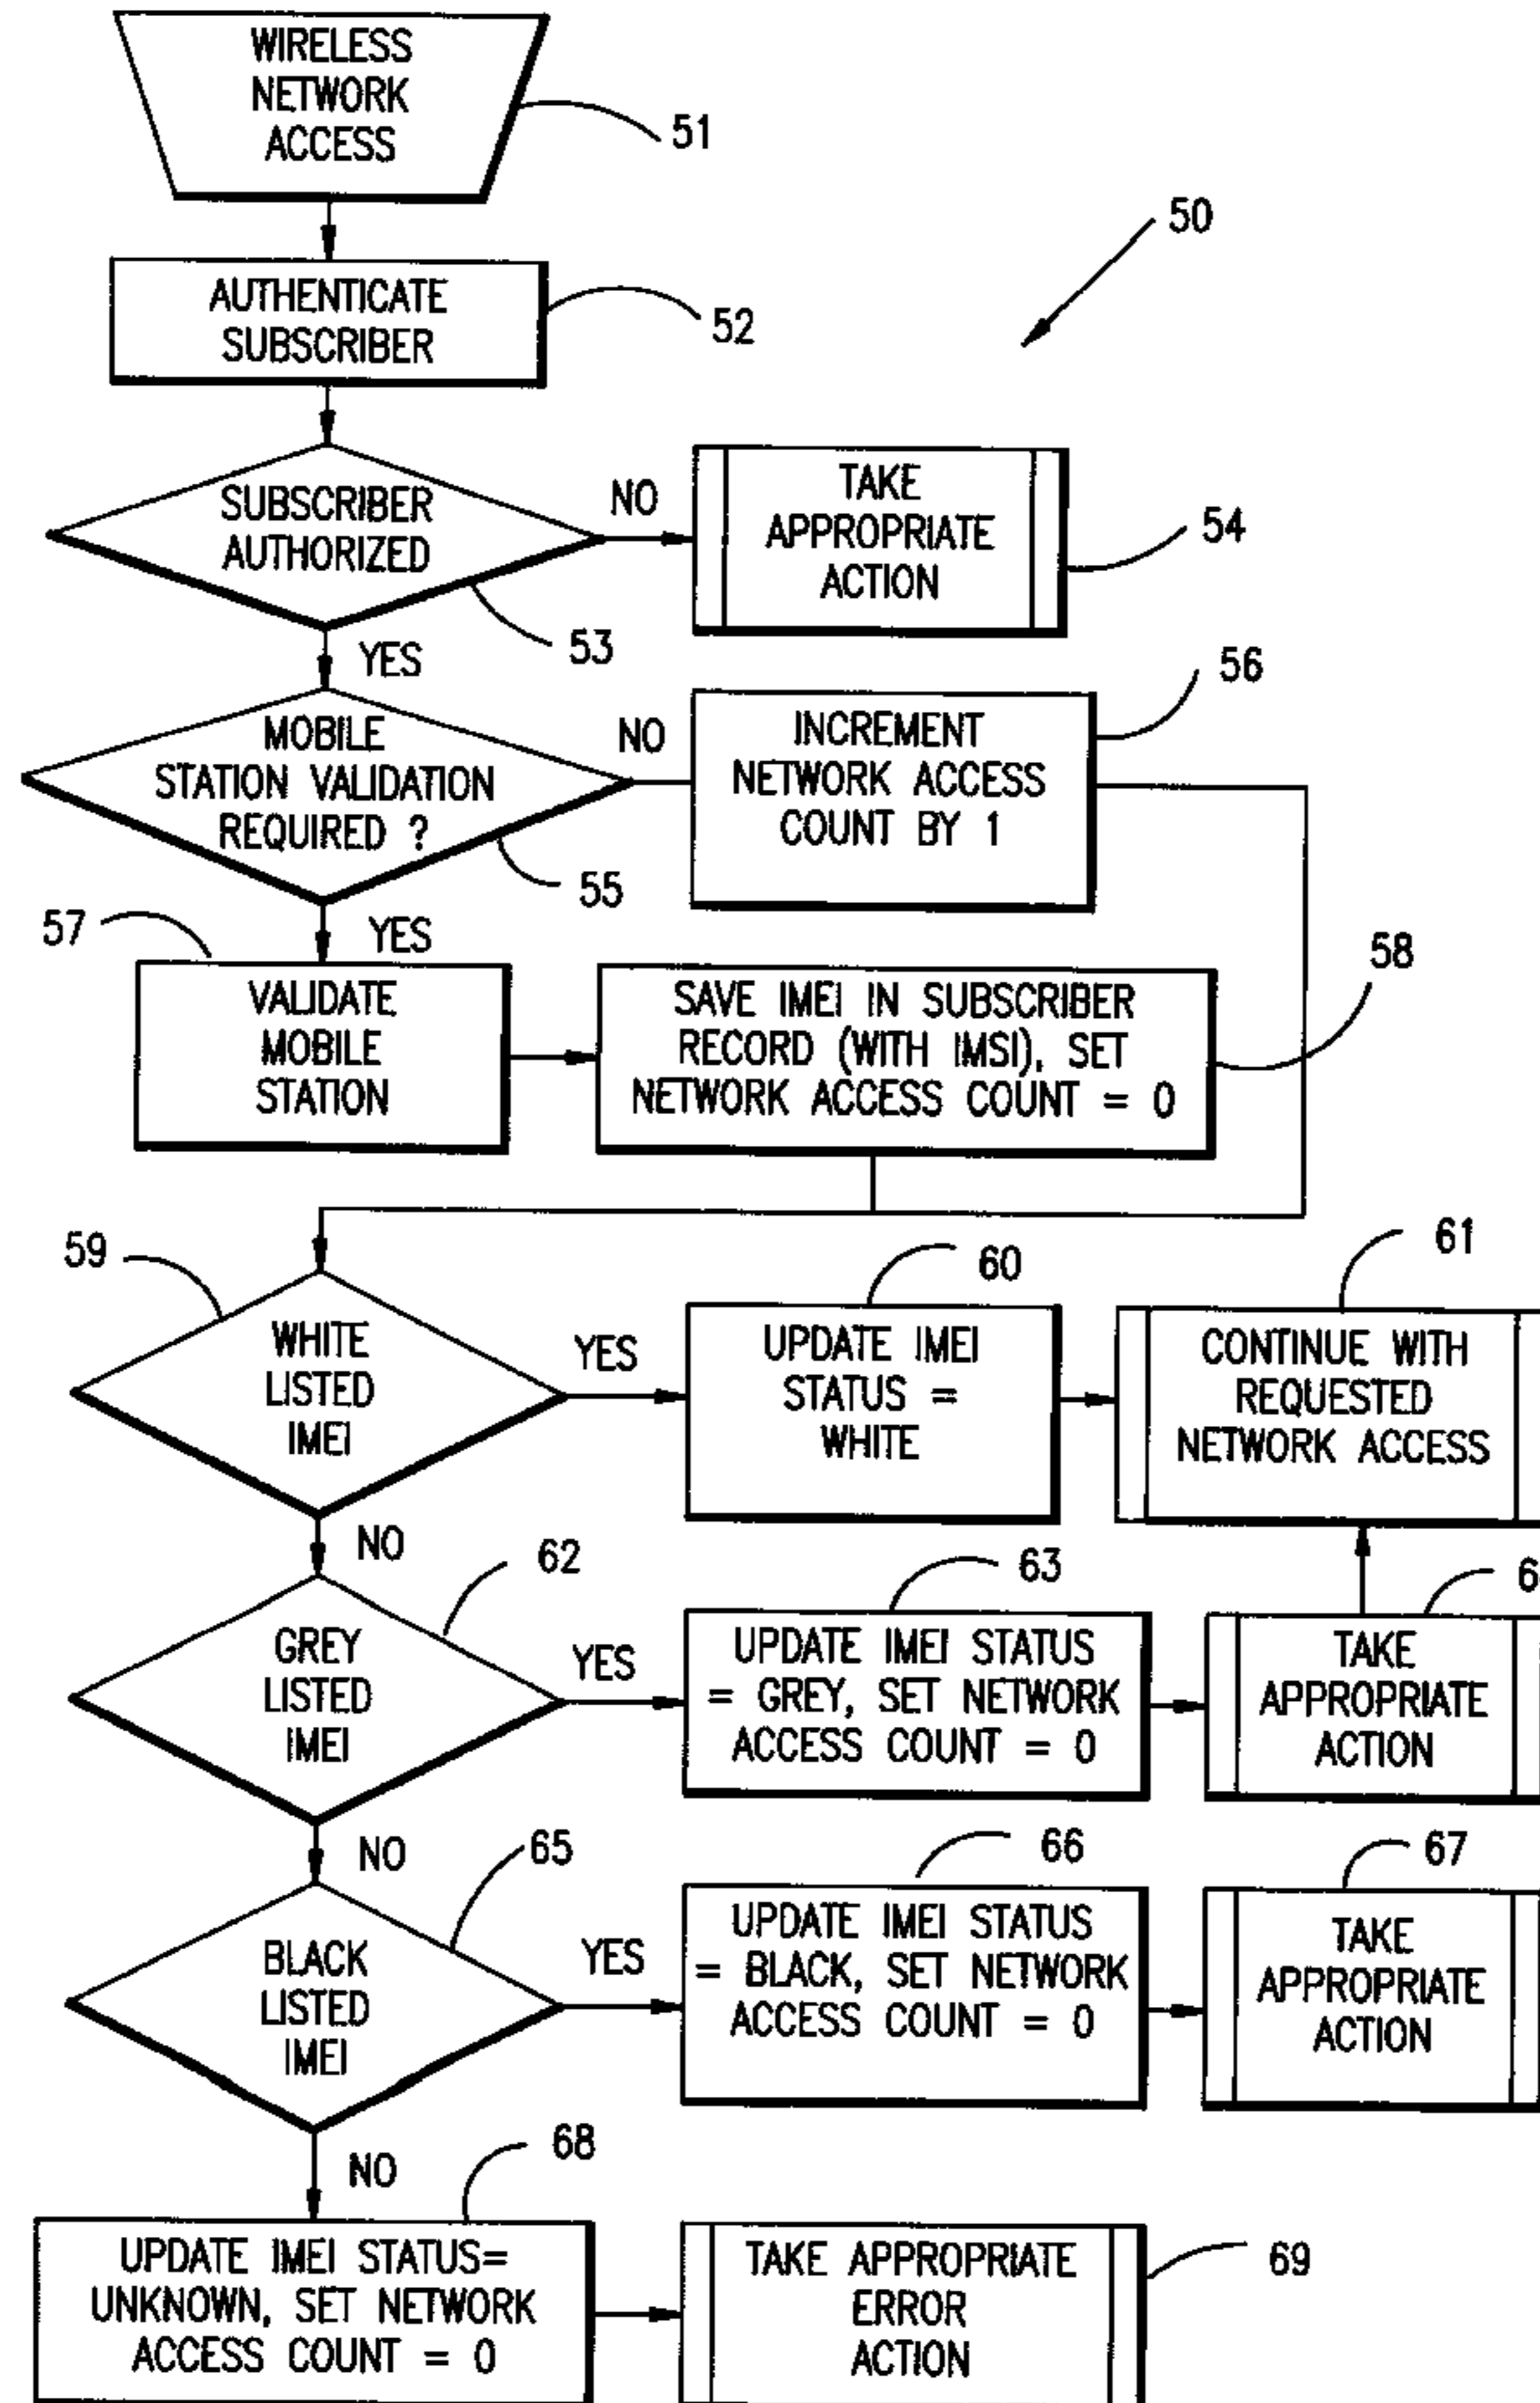 WIRELESS
NETWORK
ACCESS
51
50
AUTHENTICATE
SUBSCRIBER
52
SUBSCRIBER
AUTHORIZED
53
NO
TAKE
APPROPRIATE
ACTION
54
YES
MOBILE
STATION VALIDATION
REQUIRED ?
55
NO
INCREMENT
NETWORK ACCESS
COUNT BY 1
56
YES
57
VALIDATE
MOBILE
STATION
SAVE IMEI IN SUBSCRIBER
RECORD (WITH IMSI), SET
NETWORK ACCESS COUNT = 0
58
59
WHITE
LISTED
IMEI
YES
60
UPDATE IMEI
STATUS =
WHITE
61
CONTINUE WITH
REQUESTED
NETWORK ACCESS
NO
62
GREY
LISTED
IMEI
YES
63
UPDATE IMEI STATUS
= GREY, SET NETWORK
ACCESS COUNT = 0
TAKE
APPROPRIATE
ACTION
NO
65
BLACK
LISTED
IMEI
YES
66
UPDATE IMEI STATUS
= BLACK, SET NETWORK
ACCESS COUNT = 0
67
TAKE
APPROPRIATE
ACTION
NO
68
UPDATE IMEI STATUS=
UNKNOWN, SET NETWORK
ACCESS COUNT = 0
TAKE APPROPRIATE
ERROR
ACTION
69